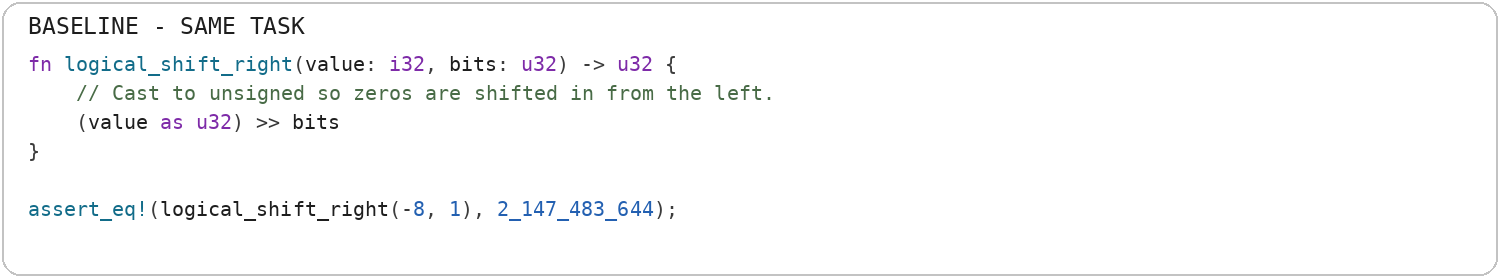 BASELINE - SAME TASK
fn logical_shift_right(value: i32, bits: u32) -> u32 {
    // Cast to unsigned so zeros are shifted in from the left.
    (value as u32) >> bits
}
assert_eq!(logical_shift_right(-8, 1), 2_147_483_644);